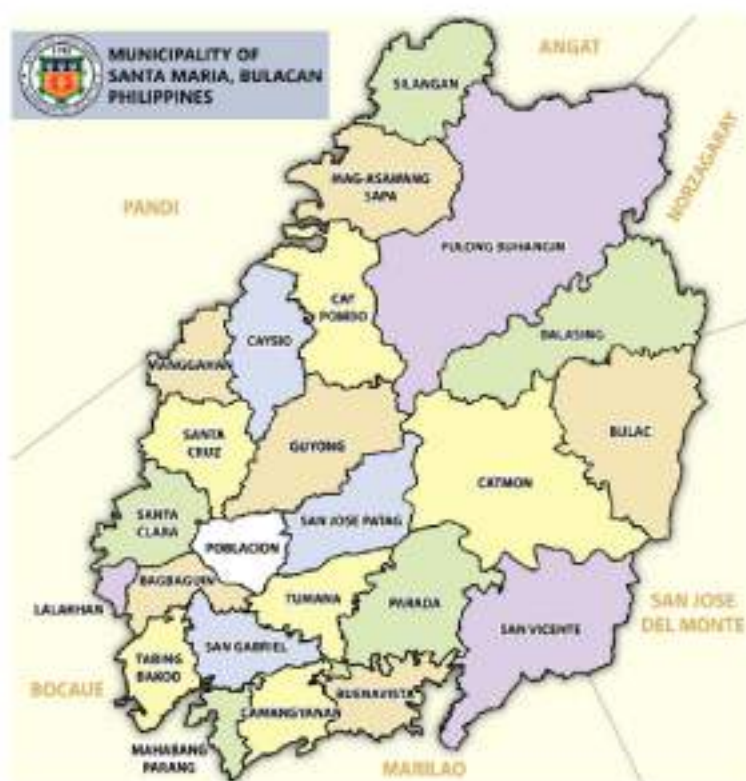 MUNICIPALITY OF
SANTA MARIA, BULACAN
PHILIPPINES
ANGAT
SILANGAN
NORZAGARAY
MAG-ASAWANG
SAPA
PANDI
PULONG BUHANGIN
CAY
POMBO
CAYSIO
BALASING
MANGGAHAN
SANTA
CRUZ
GUYONG
BULAC
CATMON
SANTA
CLARA
SAN JOSE PATAG
POBLACION
BAGBAGUIN
LALAKHAN
TUMANA
PARADA
SAN VICENTE
SAN JOSE
DEL MONTE
TABING
BAKOD
SAN GABRIEL
BOCAUE
BUENAVISTA
CAMANGYANAN
MAHABANG
PARANG
MARILAO